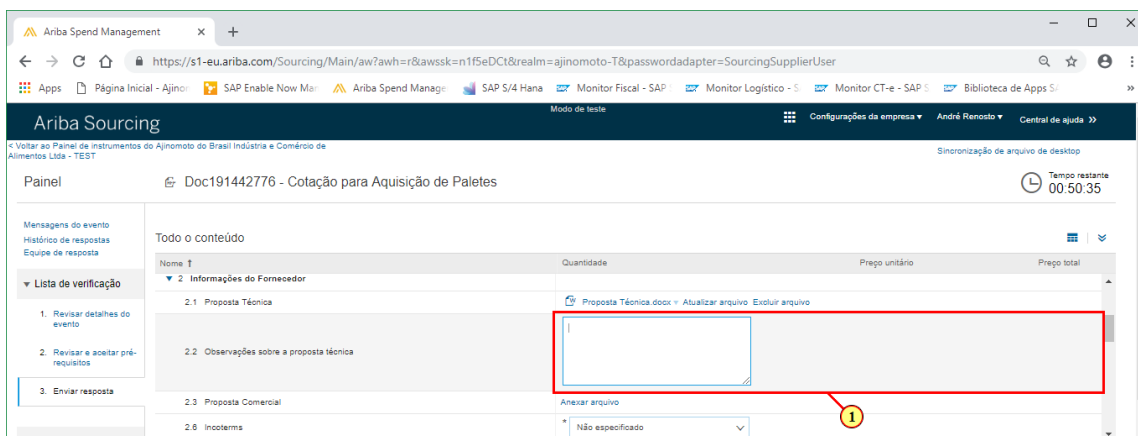 Ariba Spend Management
https://s1-eu.ariba.com/Sourcing/Main/aw?awh=r&awssk=n1f5eDCt&realm=ajinomoto-T&passwordadapter=SourcingSupplierUser
Apps Página Inicial - Ajinor SAP Enable Now Mar Ariba Spend Manage SAP S/4 Hana Monitor Fiscal - SAP Monitor Logístico - S Monitor CT-e - SAP S Biblioteca de Apps S/
Modo de teste
Ariba Sourcing Configurações da empresa André Renosto Central de ajuda >>
< Voltar ao Painel de instrumentos do Ajinomoto do Brasil Indústria e Comércio de
Alimentos Ltda - TEST
Sincronização de arquivo de desktop
Painel Doc191442776 - Cotação para Aquisição de Paletes
Tempo restante
00:50:35
Mensagens do evento
Histórico de respostas
Equipe de resposta
Lista de verificação
1. Revisar detalhes do
evento
2. Revisar e aceitar pré-
requisitos
3. Enviar resposta
Todo o conteúdo
Nome ↑ Quantidade Preço unitário Preço total
2 Informações do Fornecedor
2.1 Proposta Técnica Proposta Técnica.docx Atualizar arquivo Excluir arquivo
2.2 Observações sobre a proposta técnica
2.3 Proposta Comercial Anexar arquivo
1
2.6 Incoterms * Não especificado